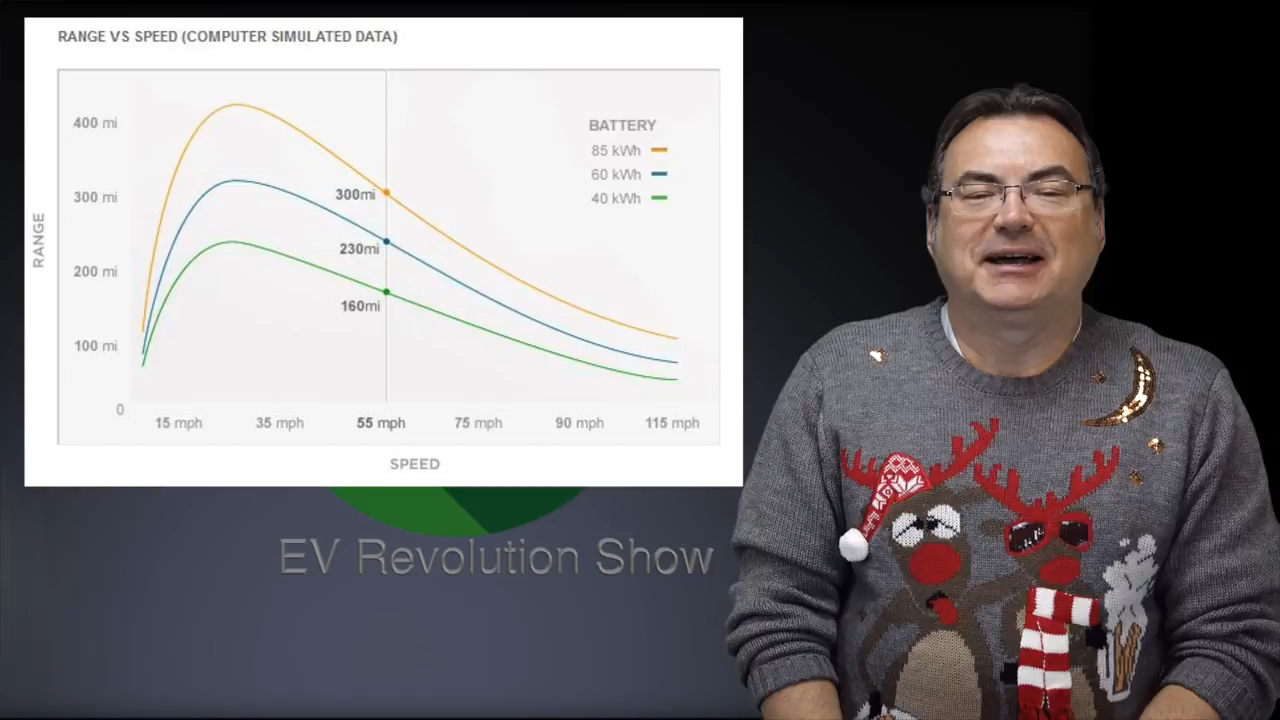 RANGE VS SPEED (COMPUTER SIMULATED DATA)
400 mi
300 mi
200 mi
100 mi
0
RANGE
BATTERY
85 kWh
60 kWh
40 kWh
300mi
230mi
160mi
15 mph
35 mph
55 mph
75 mph
90 mph
115 mph
SPEED
EV Revolution Show